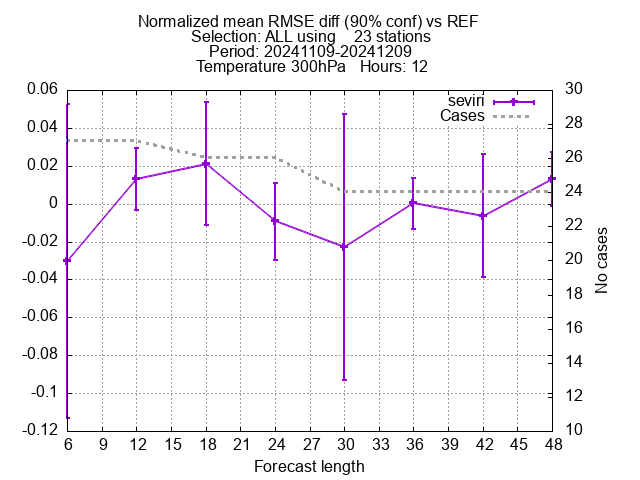 Normalized mean RMSE diff (90% conf) vs REF
Selection: ALL using    23 stations
Period: 20241109-20241209
Temperature 300hPa   Hours: 12
seviri
Cases
0.06
0.04
0.02
0
-0.02
-0.04
-0.06
-0.08
-0.1
-0.12
30
28
26
24
22
20
18
16
14
12
10
No cases
6 9 12 15 18 21 24 27 30 33 36 39 42 45 48
Forecast length